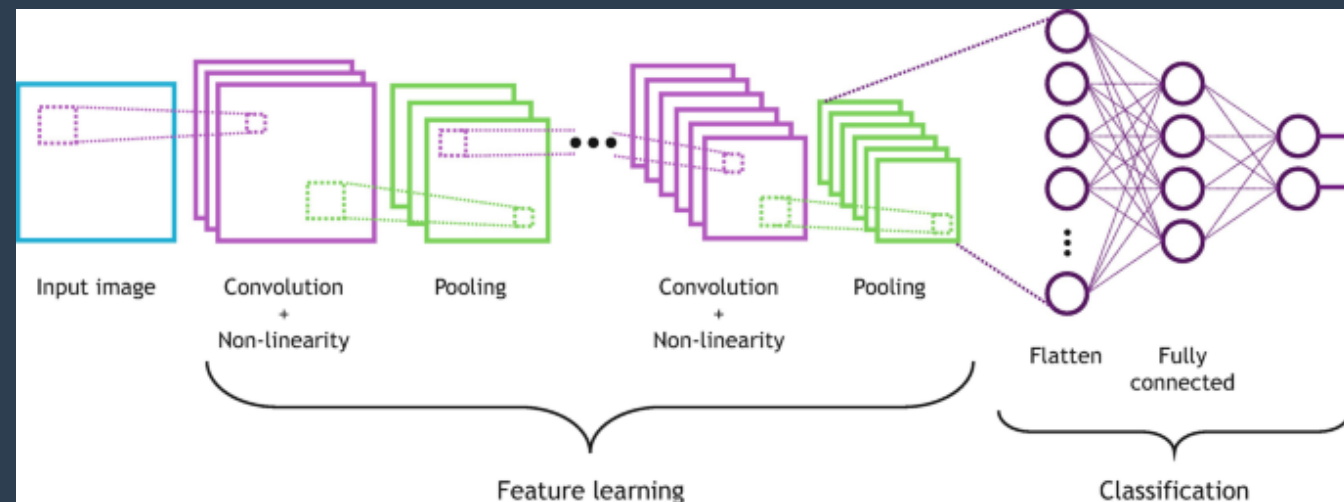 Input image
Convolution
+
Non-linearity
Pooling
Convolution
+
Non-linearity
Pooling
Flatten
Fully
connected
Feature learning
Classification